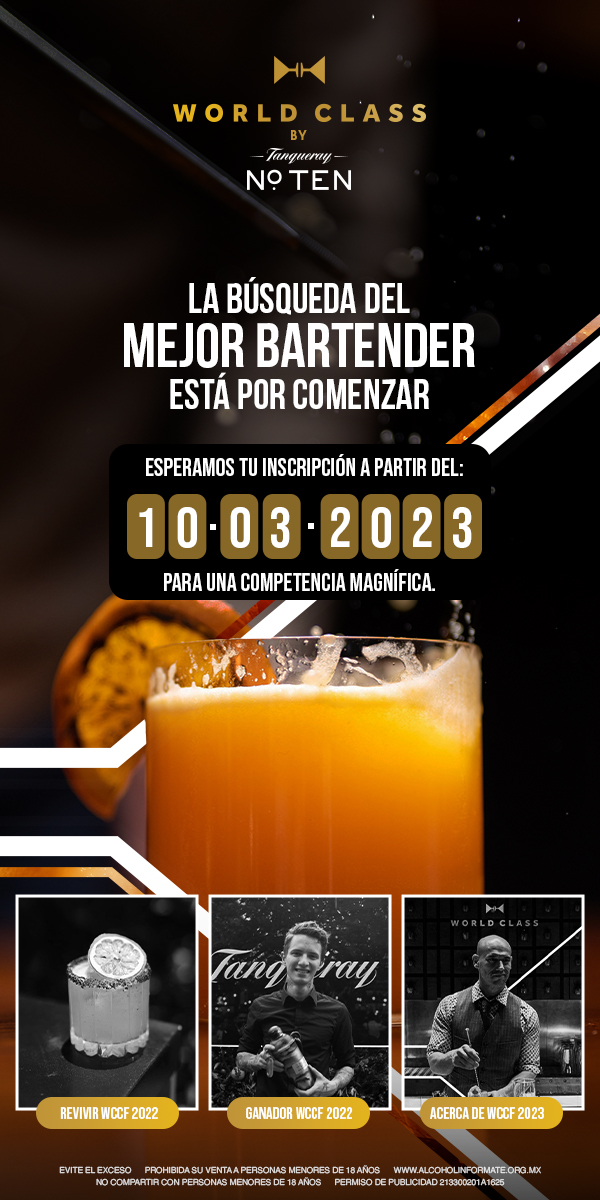 WORLD CLASS
BY
Tanqueray
Nº TEN
LA BÚSQUEDA DEL
MEJOR BARTENDER
ESTÁ POR COMENZAR
ESPERAMOS TU INSCRIPCIÓN A PARTIR DEL:
10·03·2023
PARA UNA COMPETENCIA MAGNÍFICA.
Tanqueray
WORLD CLASS
REVIVIR WCCF 2022
GANADOR WCCF 2022
ACERCA DE WCCF 2023
EVITE EL EXCESO PROHIBIDA SU VENTA A PERSONAS MENORES DE 18 AÑOS WWW.ALCOHOLINFORMATE.ORG.MX
NO COMPARTIR CON PERSONAS MENORES DE 18 AÑOS PERMISO DE PUBLICIDAD 213300201A1625